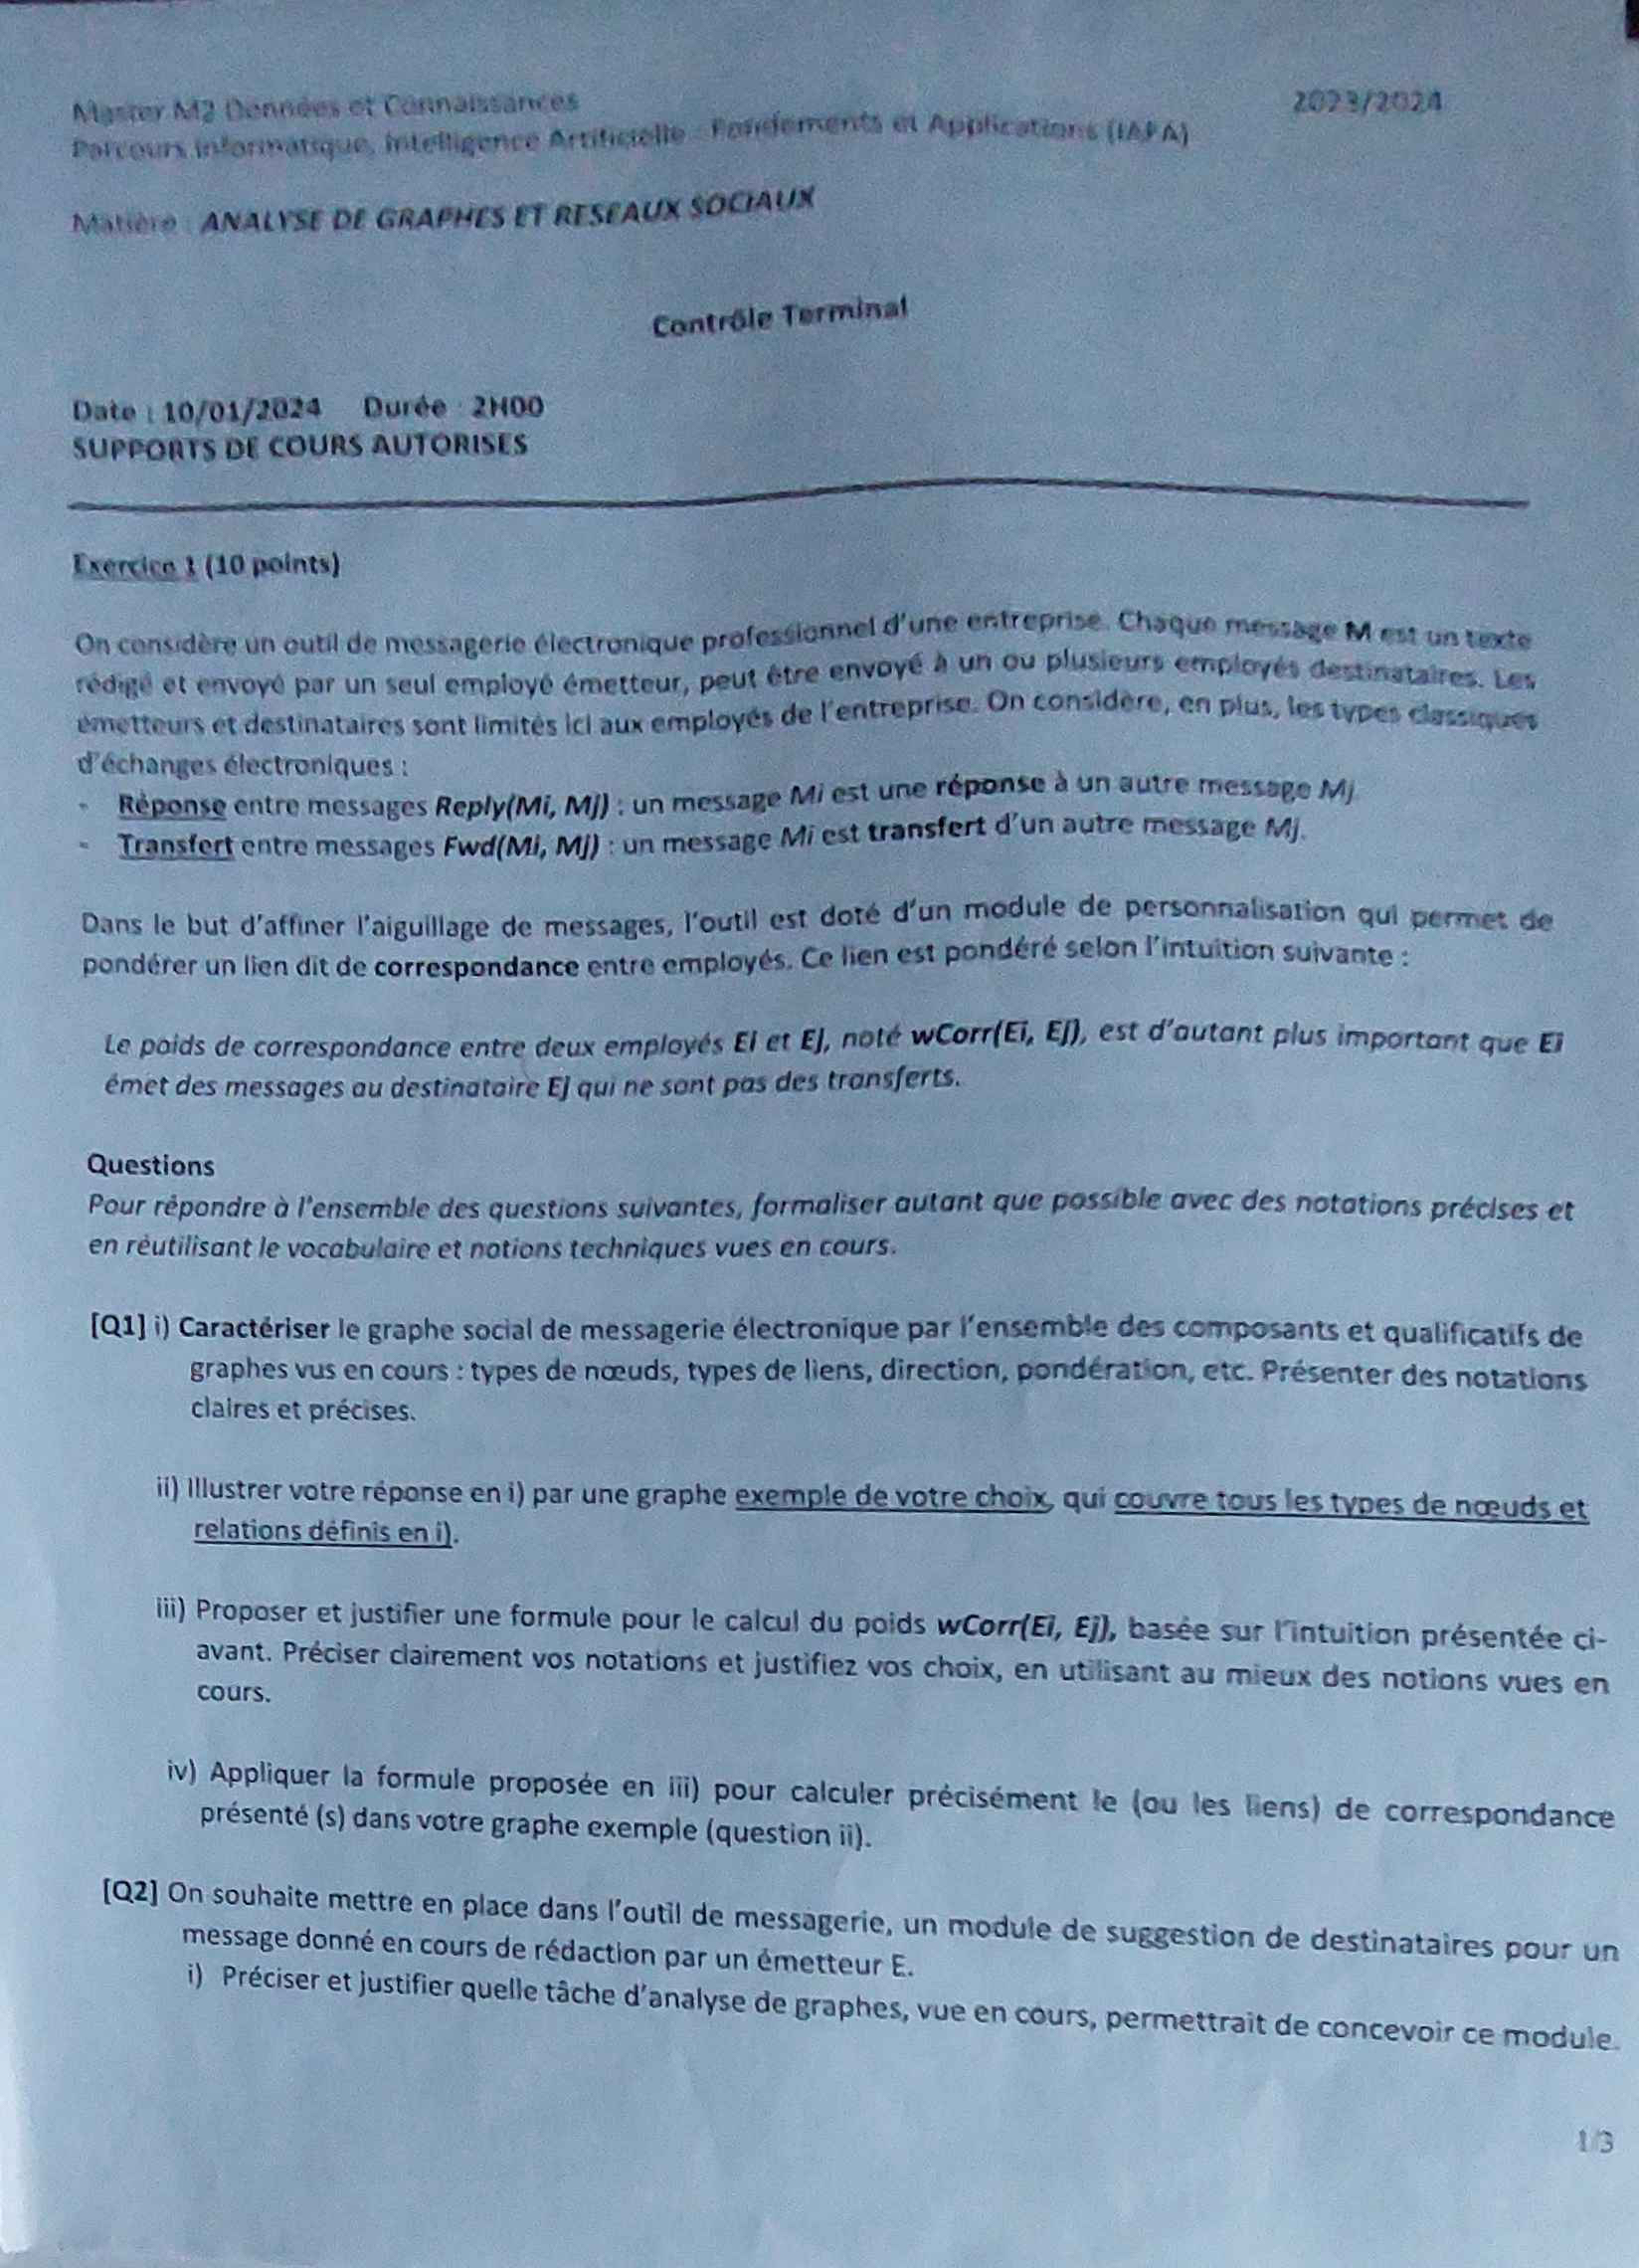 Master M2 Données et Connaissances 2023/2024
Parcours Informatique, Intelligence Artificielle : Fondements et Applications (IAFA)
Matière : ANALYSE DE GRAPHES ET RESEAUX SOCIAUX
Contrôle Terminal
Date : 10/01/2024 Durée : 2H00
SUPPORTS DE COURS AUTORISES
Exercice 1 (10 points)
On considère un outil de messagerie électronique professionnel d'une entreprise. Chaque message M est un texte
rédigé et envoyé par un seul employé émetteur, peut être envoyé à un ou plusieurs employés destinataires. Les
émetteurs et destinataires sont limités ici aux employés de l'entreprise. On considère, en plus, les types classiques
d'échanges électroniques :
- Réponse entre messages Reply(Mi, Mj) : un message Mi est une réponse à un autre message Mj.
- Transfert entre messages Fwd(Mi, Mj) : un message Mi est transfert d'un autre message Mj.
Dans le but d'affiner l'aiguillage de messages, l'outil est doté d'un module de personnalisation qui permet de
pondérer un lien dit de correspondance entre employés. Ce lien est pondéré selon l'intuition suivante :
Le poids de correspondance entre deux employés Ei et Ej, noté wCorr(Ei, Ej), est d'autant plus important que Ei
émet des messages au destinataire Ej qui ne sont pas des transferts.
Questions
Pour répondre à l'ensemble des questions suivantes, formaliser autant que possible avec des notations précises et
en réutilisant le vocabulaire et notions techniques vues en cours.
[Q1] i) Caractériser le graphe social de messagerie électronique par l'ensemble des composants et qualificatifs de
graphes vus en cours : types de nœuds, types de liens, direction, pondération, etc. Présenter des notations
claires et précises.
ii) Illustrer votre réponse en i) par une graphe exemple de votre choix, qui couvre tous les types de nœuds et
relations définis en i).
iii) Proposer et justifier une formule pour le calcul du poids wCorr(Ei, Ej), basée sur l'intuition présentée ci-
avant. Préciser clairement vos notations et justifiez vos choix, en utilisant au mieux des notions vues en
cours.
iv) Appliquer la formule proposée en iii) pour calculer précisément le (ou les liens) de correspondance
présenté (s) dans votre graphe exemple (question ii).
[Q2] On souhaite mettre en place dans l'outil de messagerie, un module de suggestion de destinataires pour un
message donné en cours de rédaction par un émetteur E.
i) Préciser et justifier quelle tâche d'analyse de graphes, vue en cours, permettrait de concevoir ce module.
1/3